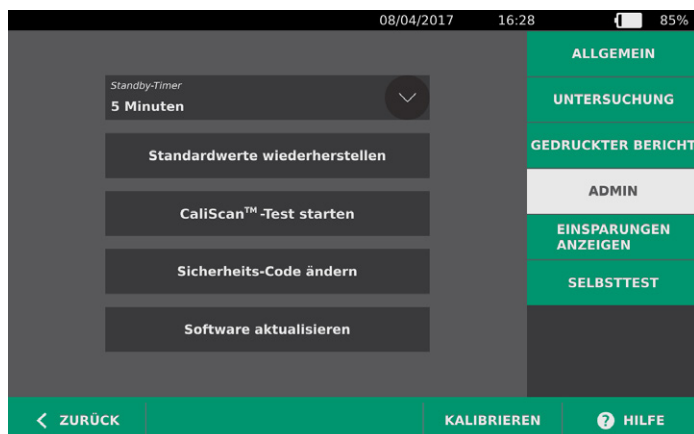 08/04/2017 16:28 85%
Standby-Timer
5 Minuten
Standardwerte wiederherstellen
CaliScan™-Test starten
Sicherheits-Code ändern
Software aktualisieren
ALLGEMEIN
UNTERSUCHUNG
GEDRUCKTER BERICHT
ADMIN
EINSPARUNGEN
ANZEIGEN
SELBSTTEST
ZURÜCK KALIBRIEREN ? HILFE